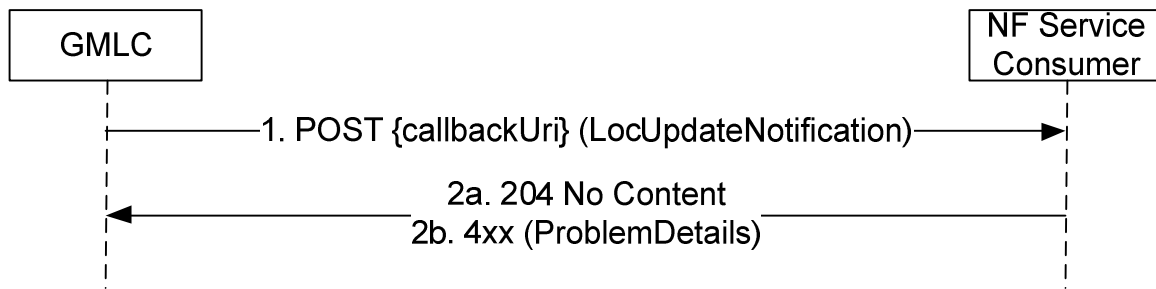 GMLC
NF Service
Consumer
1. POST {callbackUri} (LocUpdateNotification)
2a. 204 No Content
2b. 4xx (ProblemDetails)